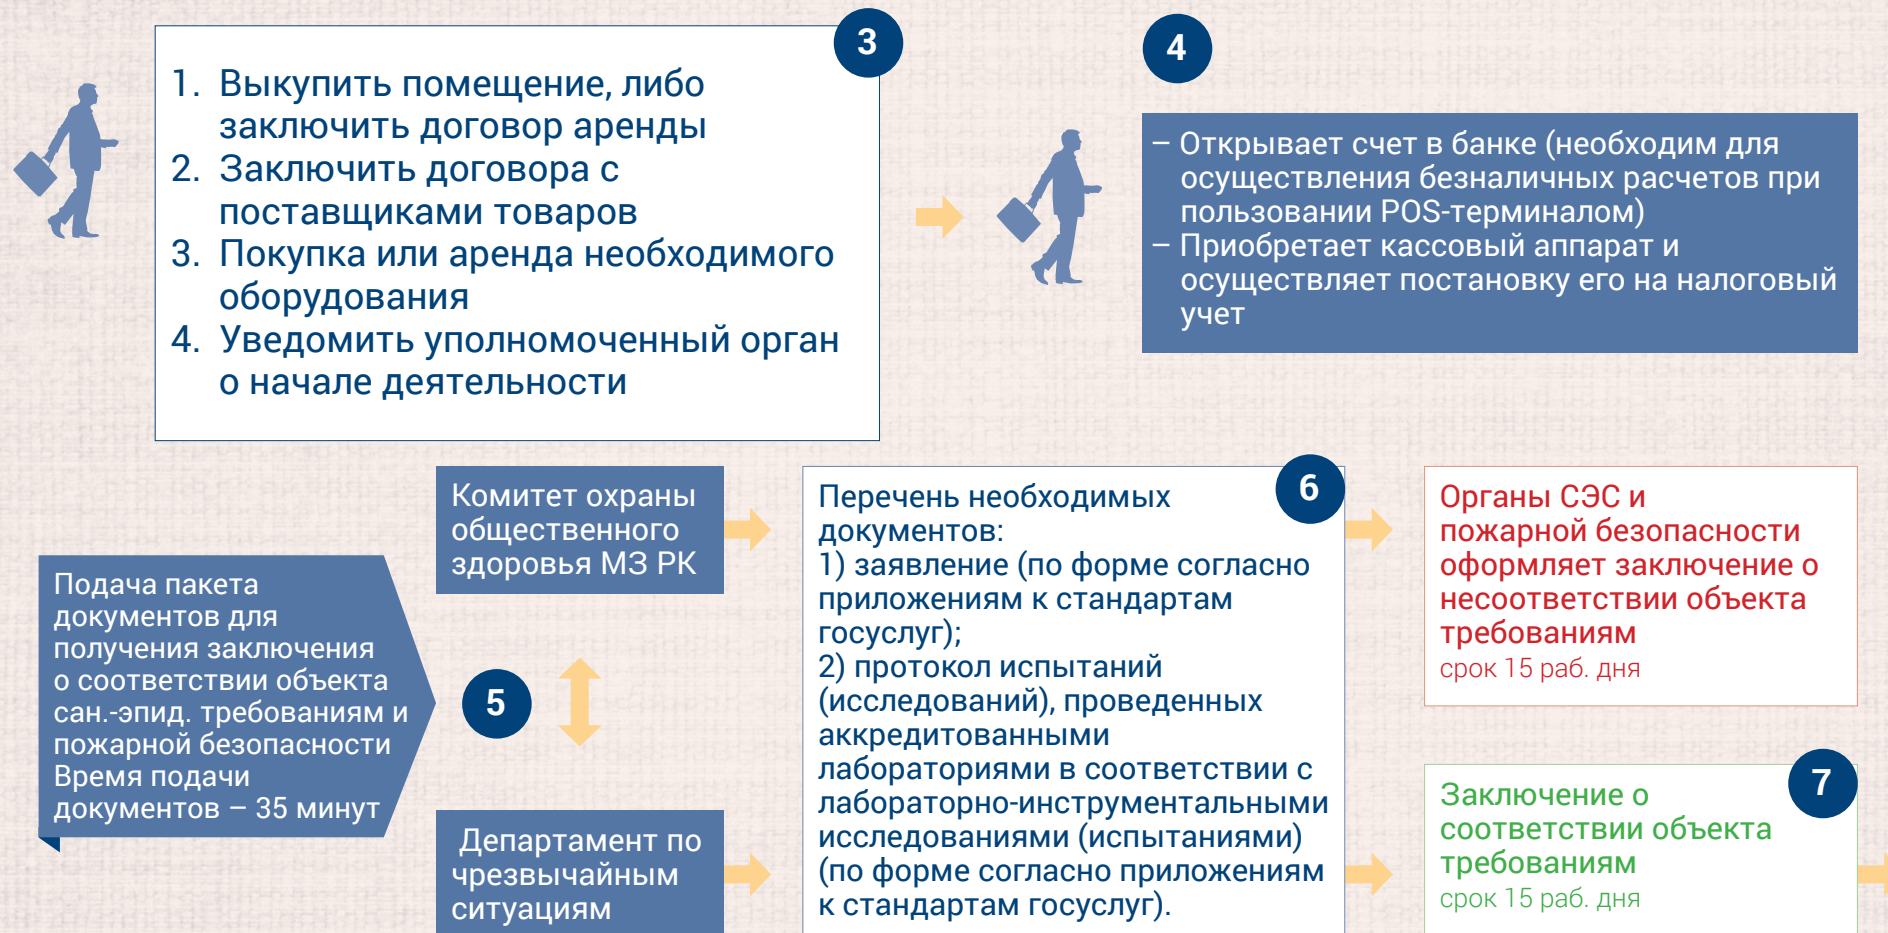 3
1. Выкупить помещение, либо
заключить договор аренды
2. Заключить договора с
поставщиками товаров
3. Покупка или аренда необходимого
оборудования
4. Уведомить уполномоченный орган
о начале деятельности
4
– Открывает счет в банке (необходим для
осуществления безналичных расчетов при
пользовании POS-терминалом)
– Приобретает кассовый аппарат и
осуществляет постановку его на налоговый
учет
Подача пакета
документов для
получения заключения
о соответствии объекта
сан.-эпид. требованиям и
пожарной безопасности
Время подачи
документов – 35 минут
5
Комитет охраны
общественного
здоровья МЗ РК
Департамент по
чрезвычайным
ситуациям
6
Перечень необходимых
документов:
1) заявление (по форме согласно
приложениям к стандартам
госуслуг);
2) протокол испытаний
(исследований), проведенных
аккредитованными
лабораториями в соответствии с
лабораторно-инструментальными
исследованиями (испытаниями)
(по форме согласно приложениям
к стандартам госуслуг).
Органы СЭС и
пожарной безопасности
оформляет заключение о
несоответствии объекта
требованиям
срок 15 раб. дня
7
Заключение о
соответствии объекта
требованиям
срок 15 раб. дня